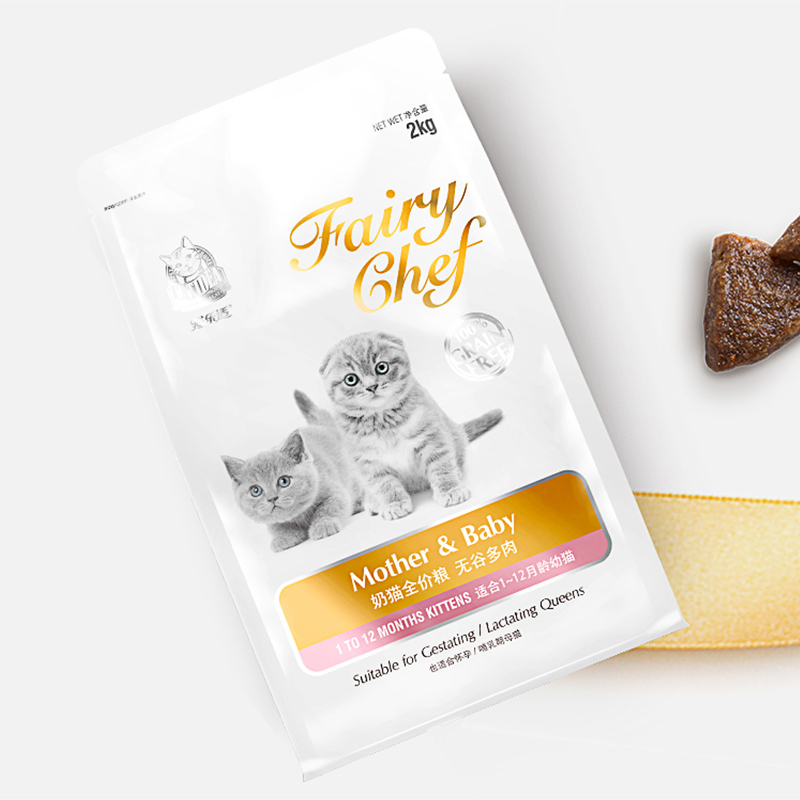 NET WET 净含量
2kg
Fairy
Chef
100%
GRAIN
FREE
Mother & Baby
奶猫全价粮 无谷多肉
1 TO 12 MONTHS KITTENS 适合1~12月龄幼猫
Suitable for Gestating / Lactating Queens
也适合怀孕/哺乳期母猫